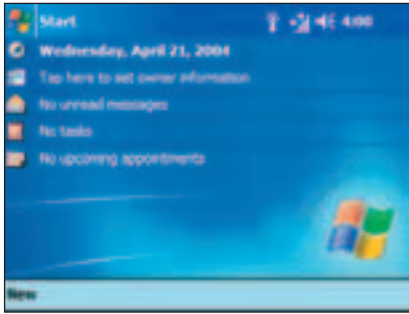 Start 4:00
Wednesday, April 21, 2004
Tap here to set owner information
No unread messages
No tasks
No upcoming appointments
New